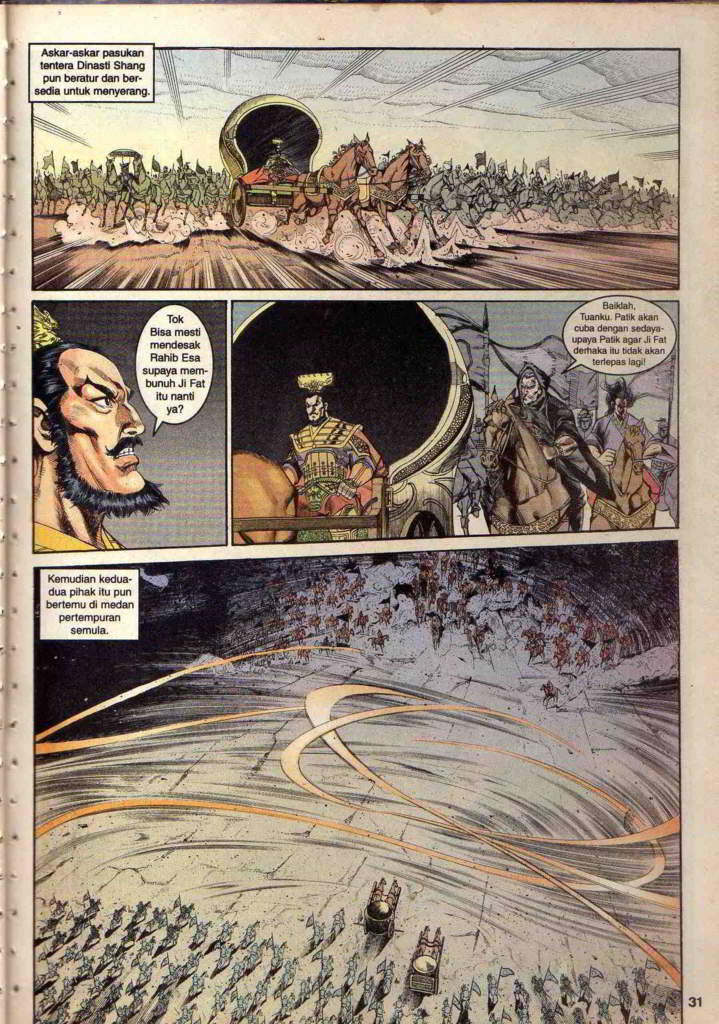 Askar-askar pasukan
tentera Dinasti Shang
pun beratur dan ber-
sedia untuk menyerang.
Tok
Bisa mesti
mendesak
Rahib Esa
supaya mem-
bunuh Ji Fat
itu nanti
ya?
Baiklah,
Tuanku. Patik akan
cuba dengan sedaya-
upaya Patik agar Ji Fat
derhaka itu tidak akan
terlepas lagi!
Kemudian kedua-
dua pihak itu pun
bertemu di medan
pertempuran
semula.
31